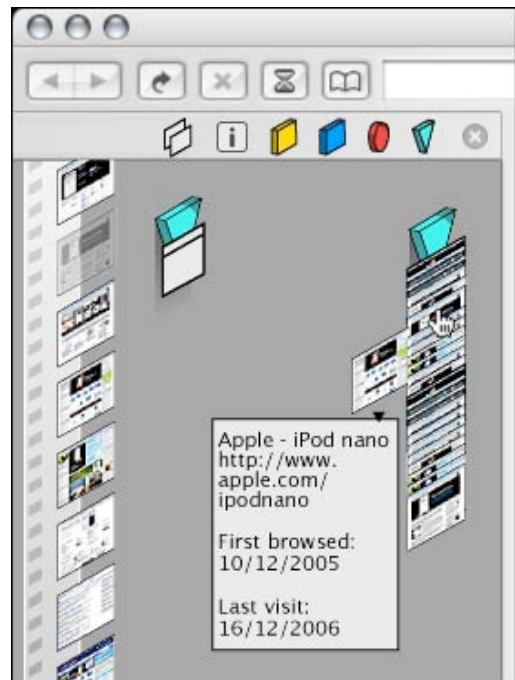 i
Apple - iPod nano
http://www.
apple.com/
ipodnano
First browsed:
10/12/2005
Last visit:
16/12/2006